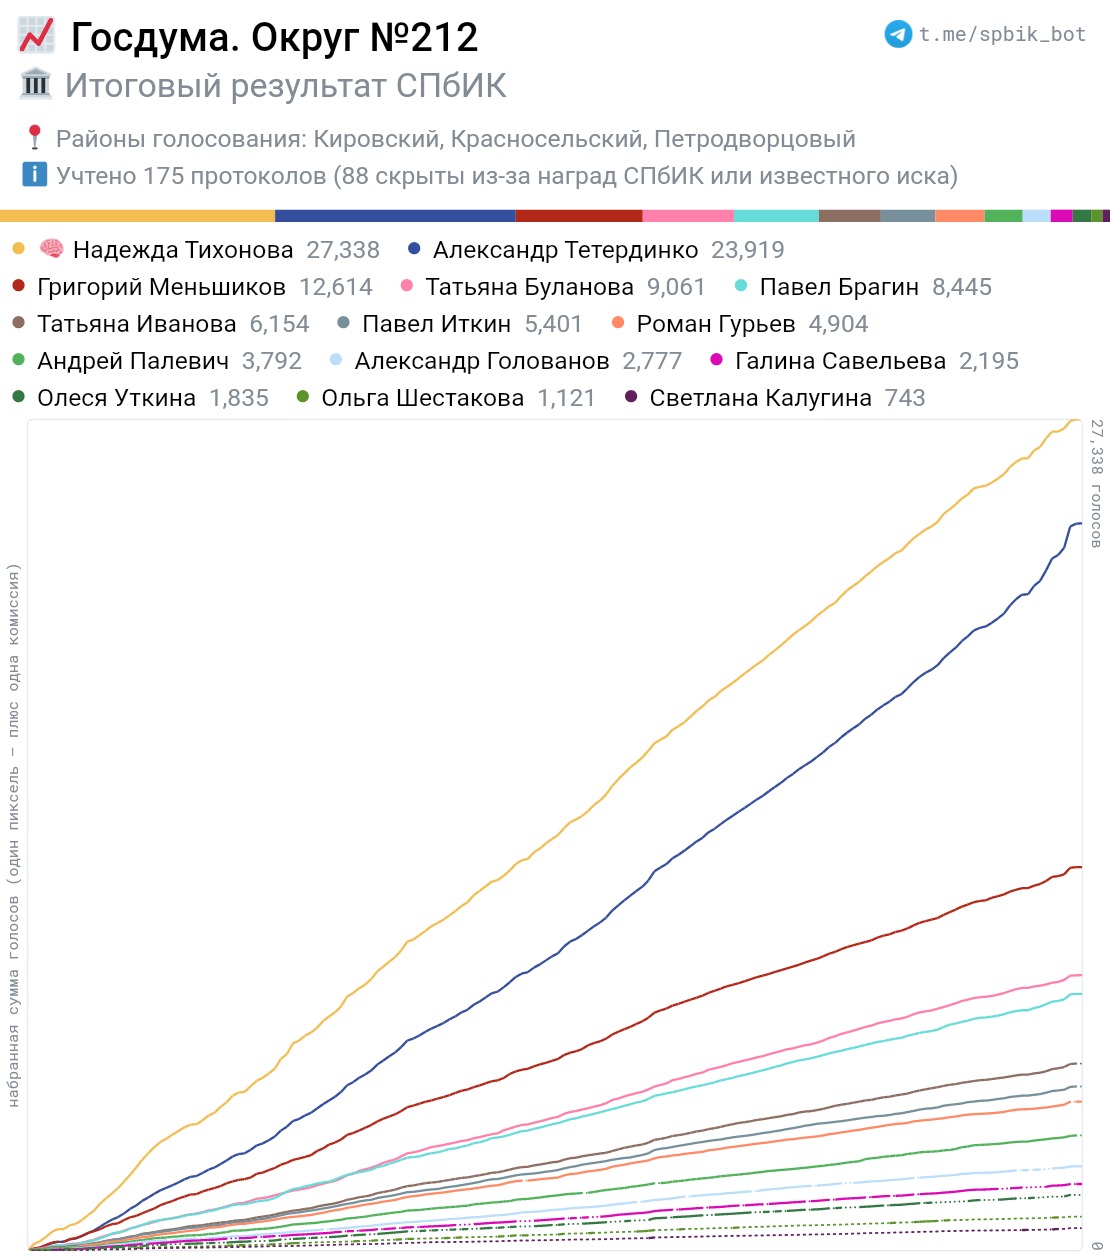 Госдума. Округ №212
t.me/spbik_bot
Итоговый результат СПбИК
Районы голосования: Кировский, Красносельский, Петродворцовый
Учтено 175 протоколов (88 скрыты из-за наград СПбИК или известного иска)
Надежда Тихонова 27,338 Александр Тетердинко 23,919
Григорий Меньшиков 12,614 Татьяна Буланова 9,061 Павел Брагин 8,445
Татьяна Иванова 6,154 Павел Иткин 5,401 Роман Гурьев 4,904
Андрей Палевич 3,792 Александр Голованов 2,777 Галина Савельева 2,195
Олеся Уткина 1,835 Ольга Шестакова 1,121 Светлана Калугина 743
набранная сумма голосов (один пиксель — плюс одна комиссия)
27,338 голосов
0